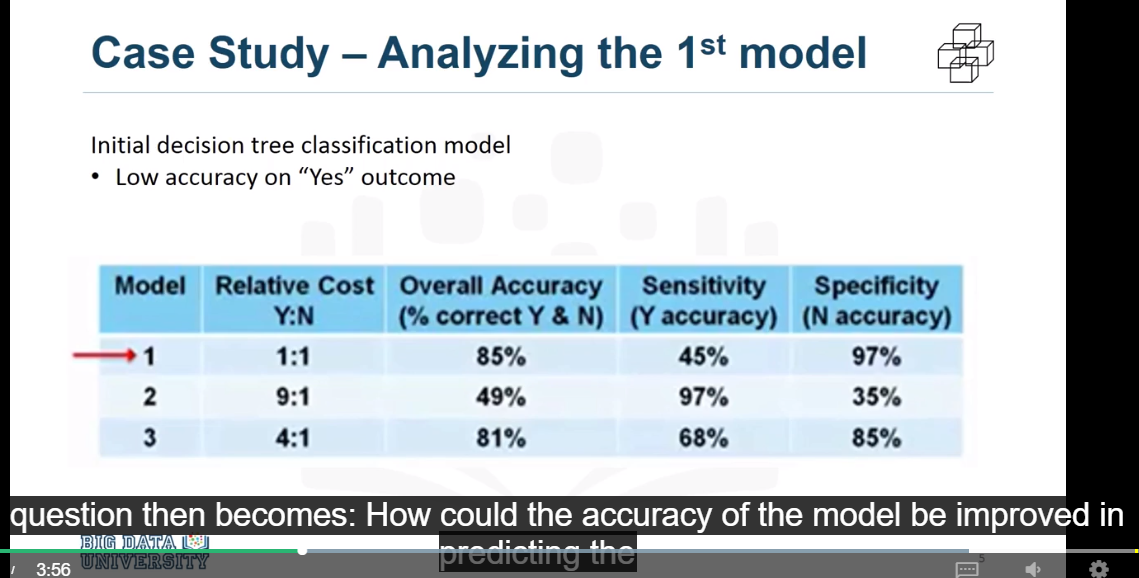 Case Study – Analyzing the 1st model
Initial decision tree classification model
• Low accuracy on “Yes” outcome
Model Relative Cost Y:N Overall Accuracy (% correct Y & N) Sensitivity (Y accuracy) Specificity (N accuracy)
1 1:1 85% 45% 97%
2 9:1 49% 97% 35%
3 4:1 81% 68% 85%
question then becomes: How could the accuracy of the model be improved in
predicting the
BIG DATA
UNIVERSITY
5
/ 3:56